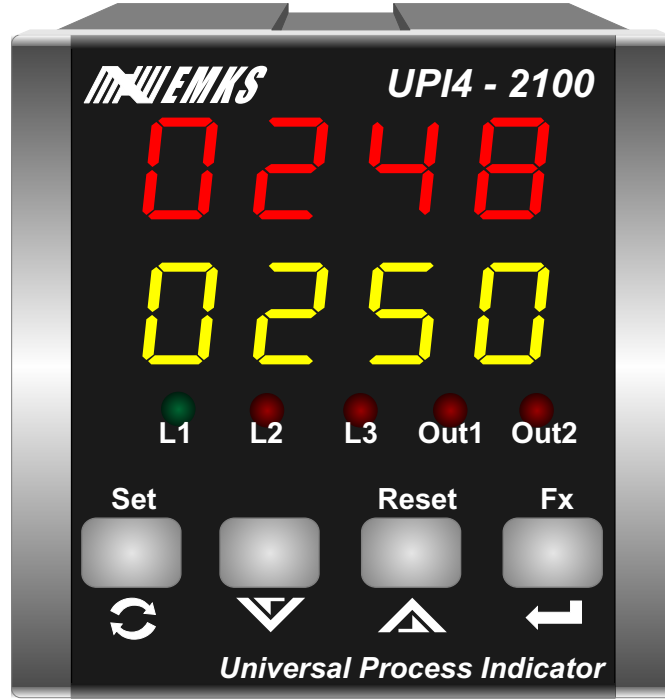 EMKS UPI4 - 2100
0248
0250
L1 L2 L3 Out1 Out2
Set Reset Fx
Universal Process Indicator